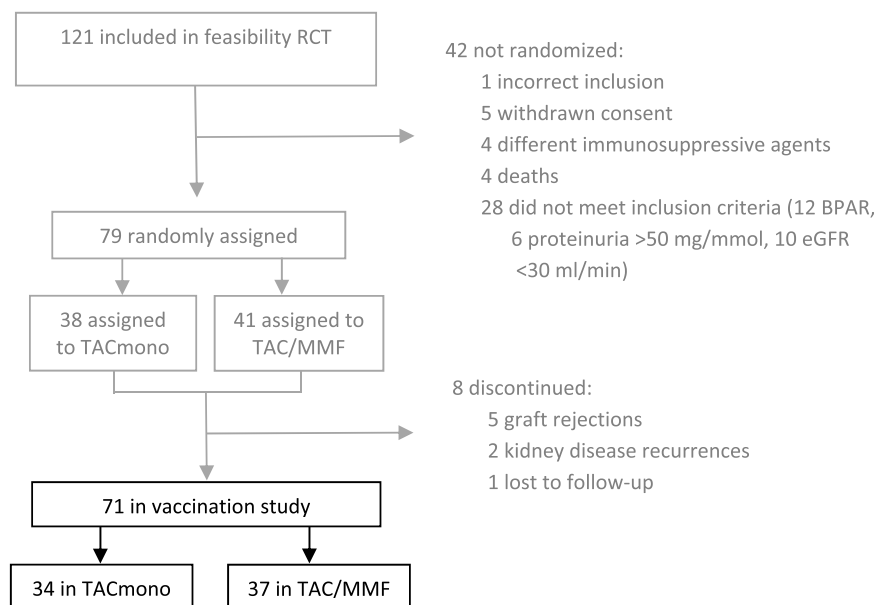 121 included in feasibility RCT
42 not randomized:
1 incorrect inclusion
5 withdrawn consent
4 different immunosuppressive agents
4 deaths
28 did not meet inclusion criteria (12 BPAR,
6 proteinuria >50 mg/mmol, 10 eGFR
<30 ml/min)
79 randomly assigned
38 assigned
to TACmono
41 assigned to
TAC/MMF
8 discontinued:
5 graft rejections
2 kidney disease recurrences
1 lost to follow-up
71 in vaccination study
34 in TACmono
37 in TAC/MMF